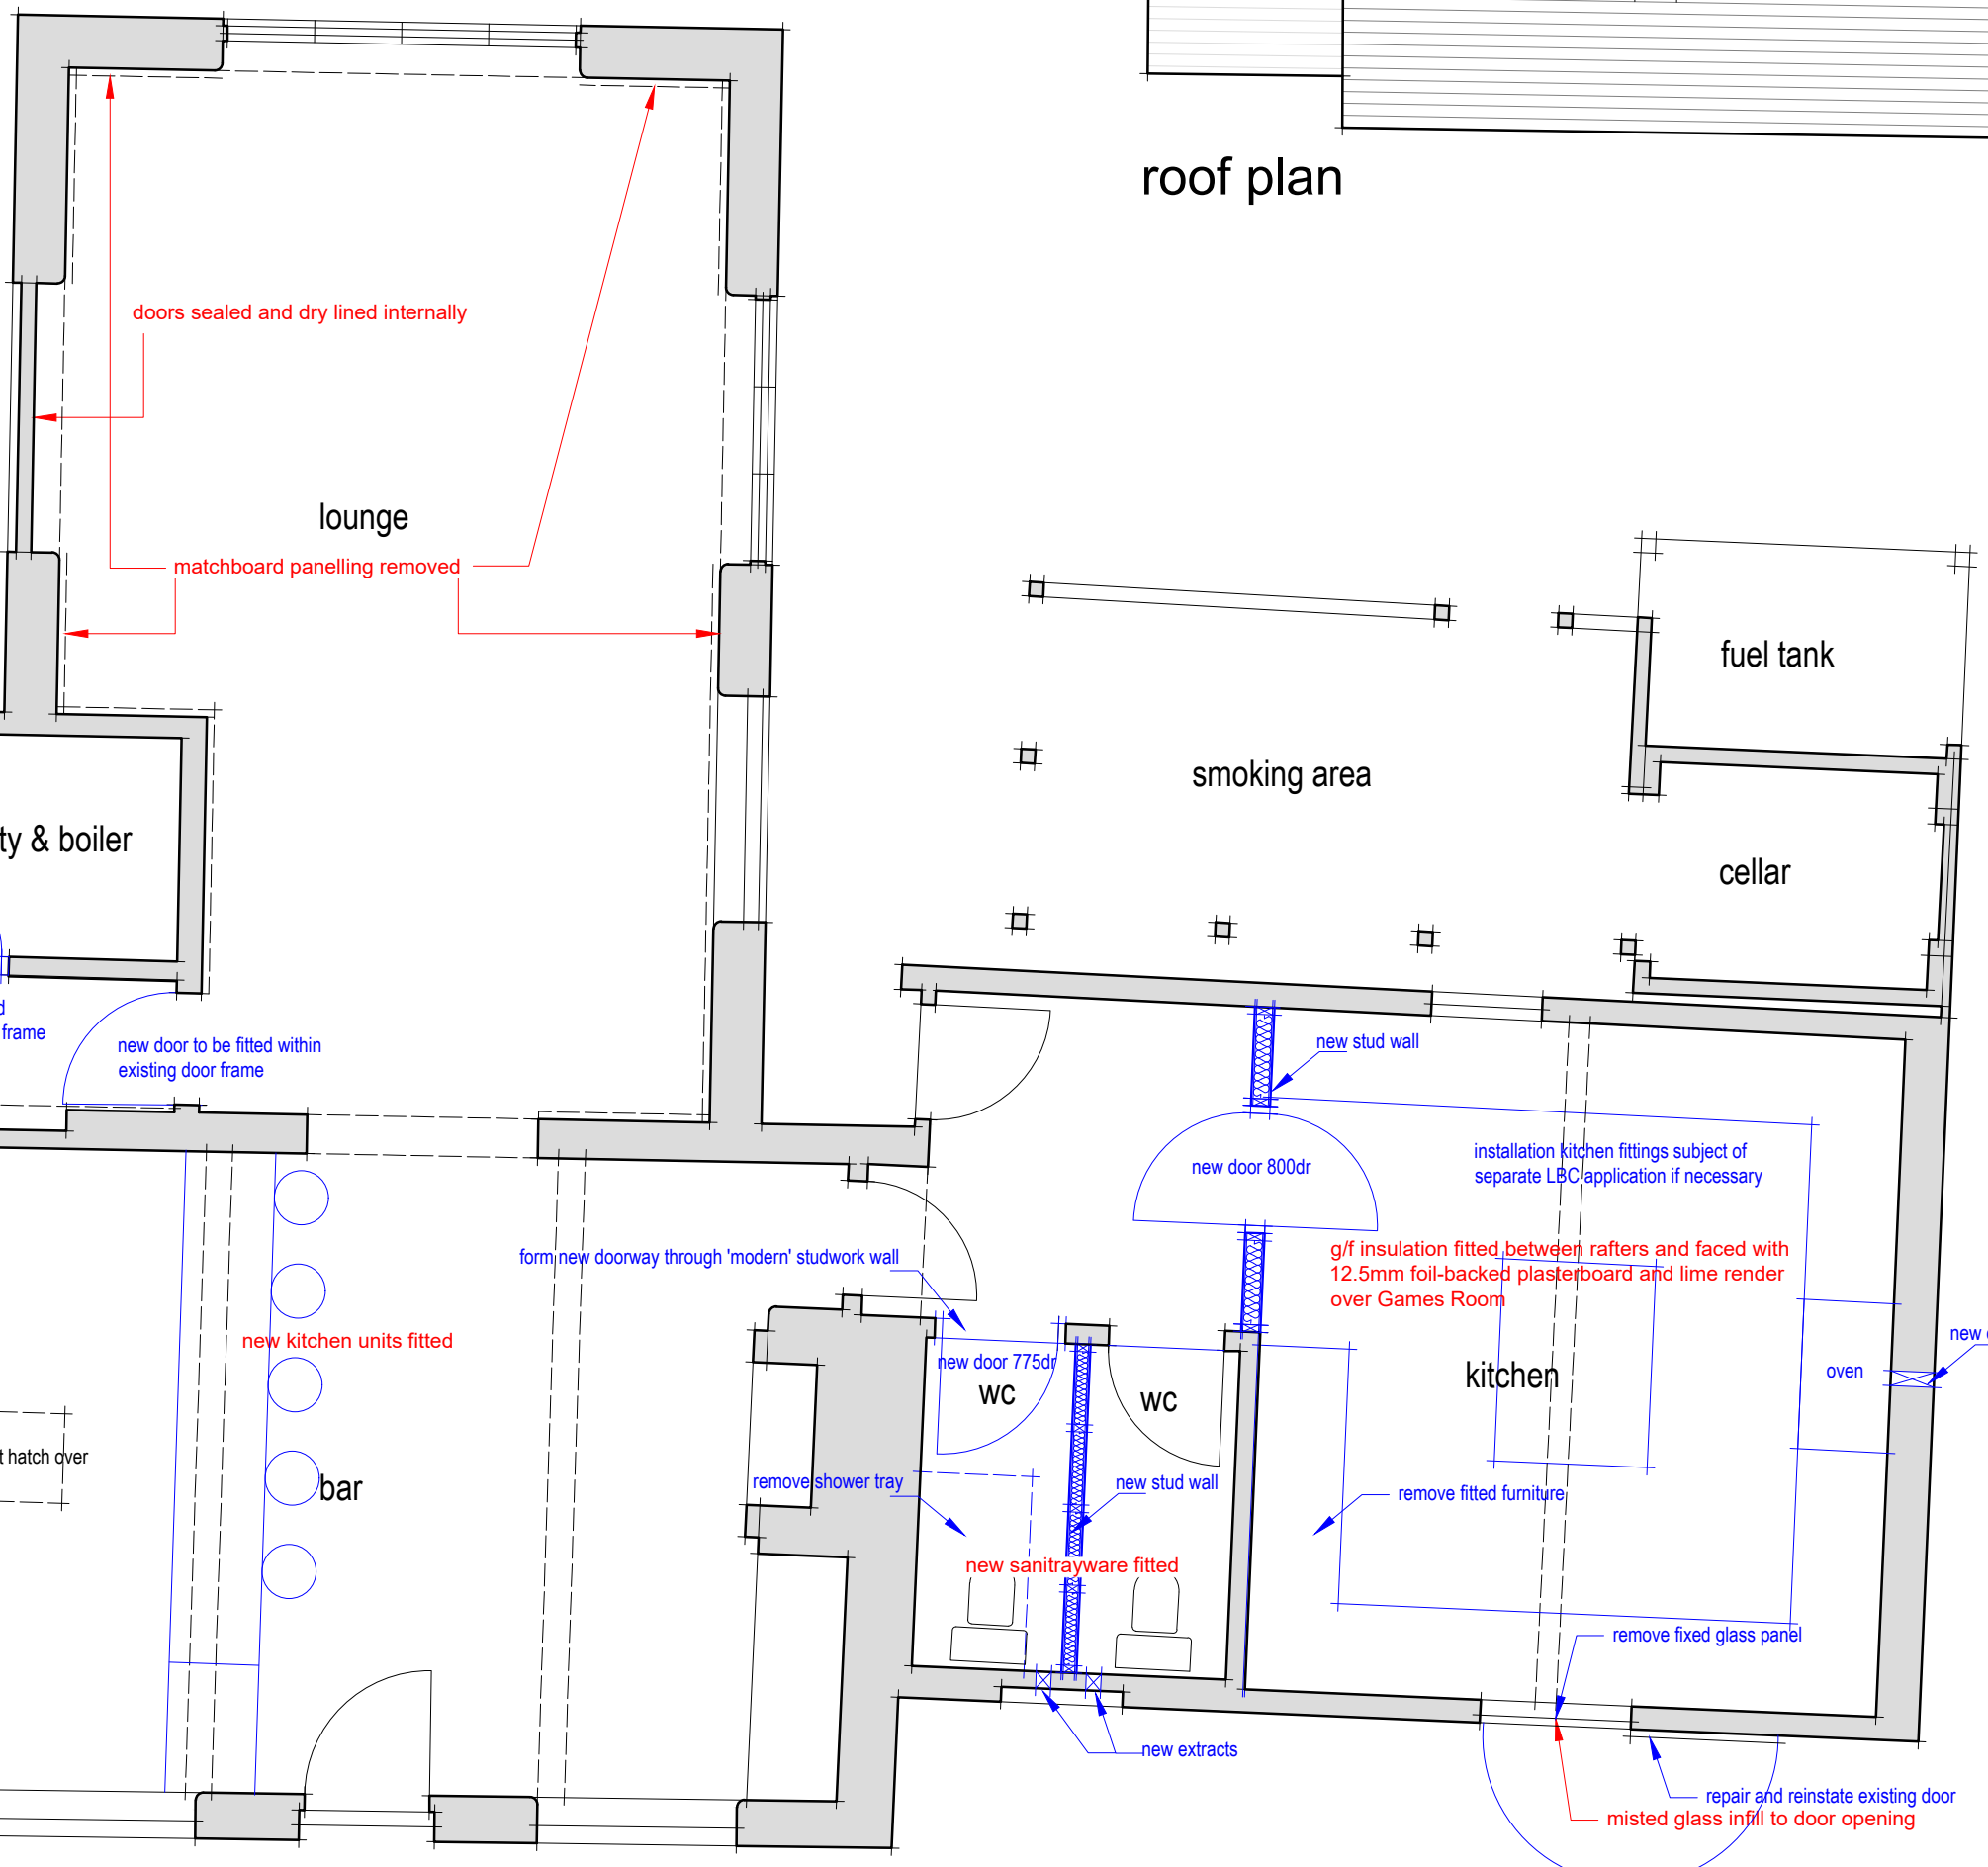 roof plan
doors sealed and dry lined internally
lounge
matchboard panelling removed
fuel tank
smoking area
ty & boiler
cellar
d
frame
new door to be fitted within
existing door frame
new stud wall
new door 800dr
installation kitchen fittings subject of
separate LBC application if necessary
form new doorway through 'modern' studwork wall
g/f insulation fitted between rafters and faced with
12.5mm foil-backed plasterboard and lime render
over Games Room
new kitchen units fitted
new door 775dr
wc
wc
kitchen
oven
new
t hatch over
bar
remove shower tray
new stud wall
remove fitted furniture
new sanitrayware fitted
remove fixed glass panel
new extracts
repair and reinstate existing door
misted glass infill to door opening